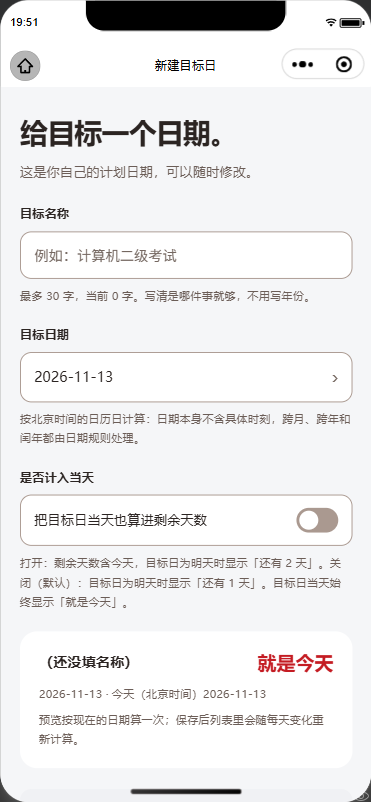 19:51
新建目标日
给目标一个日期。
这是你自己的计划日期，可以随时修改。
目标名称
例如：计算机二级考试
最多 30 字，当前 0 字。写清是哪件事就够，不用写年份。
目标日期
2026-11-13
按北京时间的日历日计算：日期本身不含具体时刻，跨月、跨年和
闰年都由日期规则处理。
是否计入当天
把目标日当天也算进剩余天数
打开：剩余天数含今天，目标日为明天时显示「还有 2 天」。关
闭（默认）：目标日为明天时显示「还有 1 天」。目标日当天始
终显示「就是今天」。
（还没填名称）
就是今天
2026-11-13 · 今天（北京时间）2026-11-13
预览按现在的日期算一次；保存后列表里会随每天变化重
新计算。